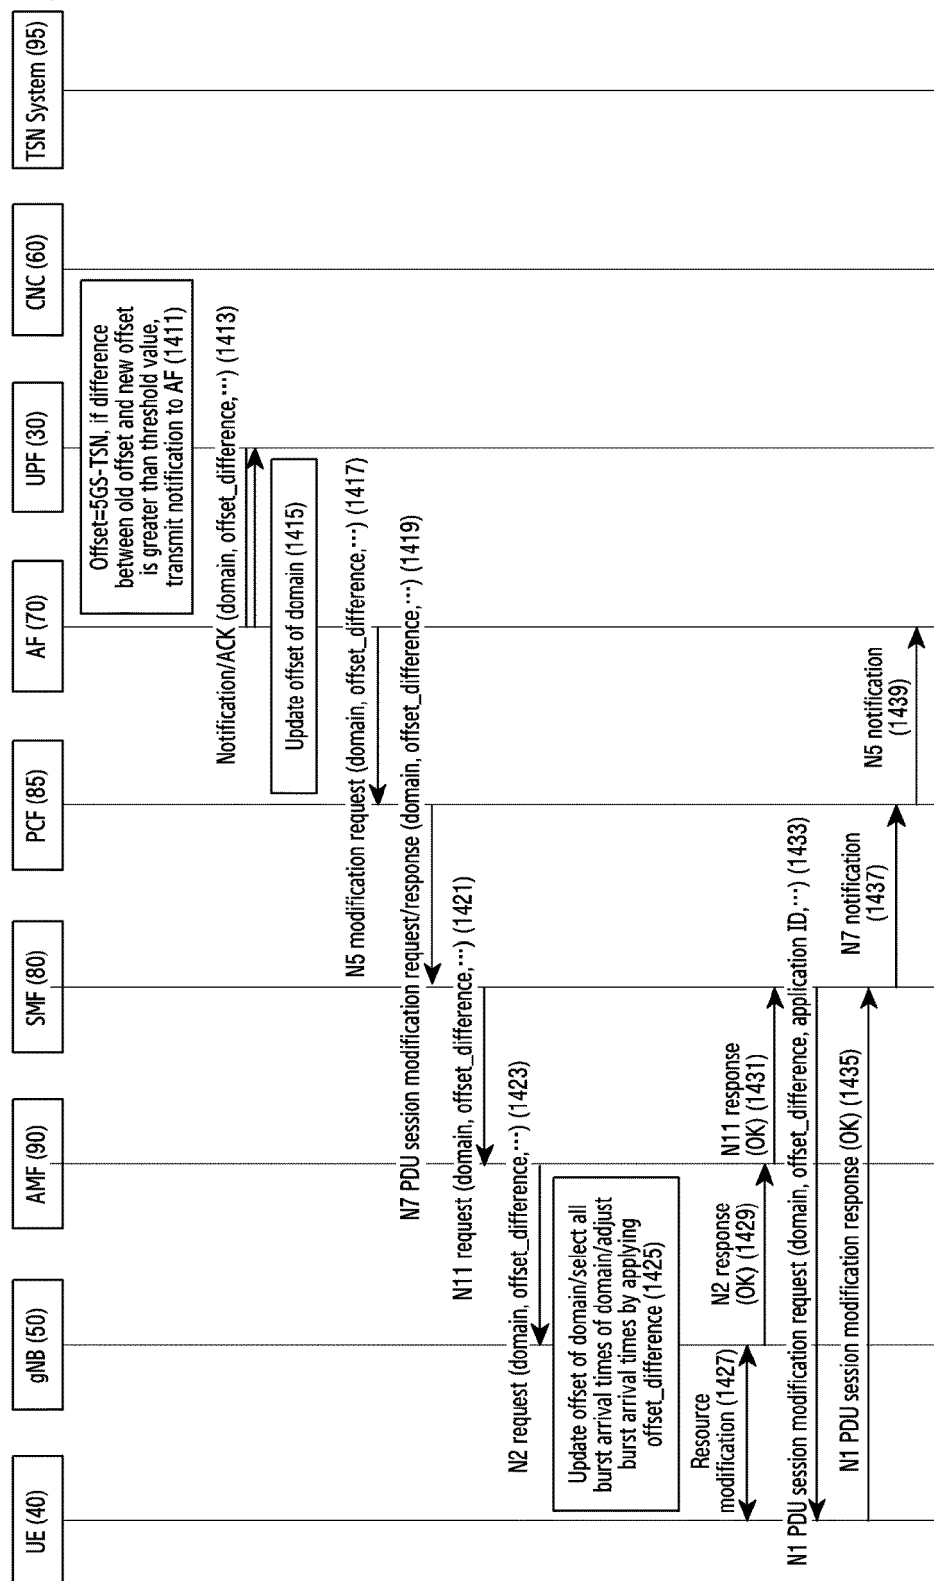 UE (40)
gNB (50)
AMF (90)
SMF (80)
PCF (85)
AF (70)
UPF (30)
CNC (60)
TSN System (95)
Offset=5GS-TSN, if difference
between old offset and new offset
is greater than threshold value,
transmit notification to AF (1411)
Notification/ACK (domain, offset_difference,⋯) (1413)
Update offset of domain (1415)
N5 modification request (domain, offset_difference,⋯) (1417)
N7 PDU session modification request/response (domain, offset_difference,⋯) (1419)
N11 request (domain, offset_difference,⋯) (1421)
N2 request (domain, offset_difference,⋯) (1423)
Update offset of domain/select all
burst arrival times of domain/adjust
burst arrival times by applying
offset_difference (1425)
Resource
modification (1427)
N2 response
(OK) (1429)
N11 response
(OK) (1431)
N1 PDU session modification request (domain, offset_difference, application ID,⋯) (1433)
N1 PDU session modification response (OK) (1435)
N7 notification
(1437)
N5 notification
(1439)